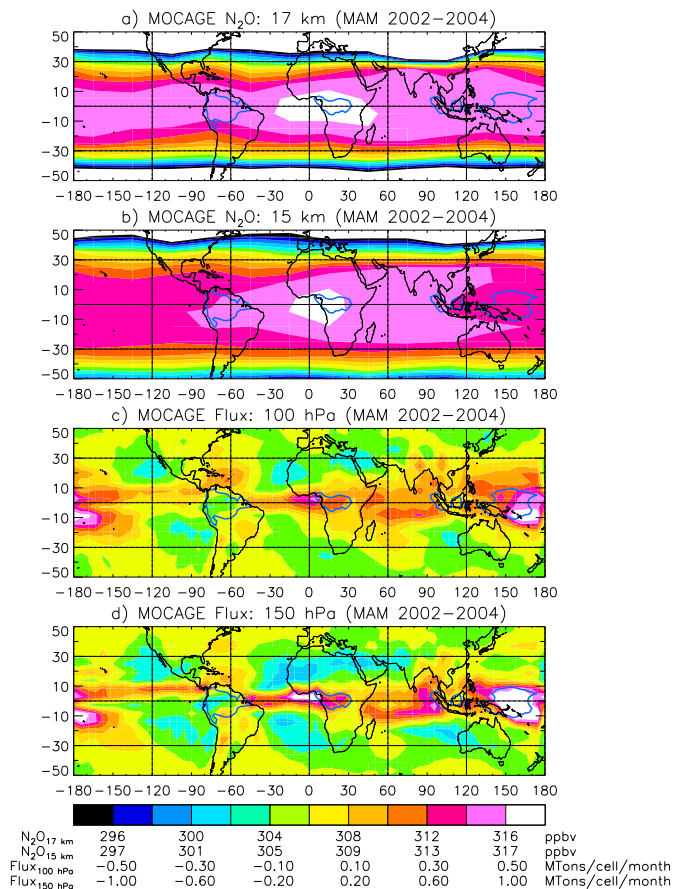 a) MOCAGE N₂O: 17 km (MAM 2002−2004)
50
30
10
−10
−30
−50
−180 −150 −120 −90 −60 −30 0 30 60 90 120 150 180
b) MOCAGE N₂O: 15 km (MAM 2002−2004)
50
30
10
−10
−30
−50
−180 −150 −120 −90 −60 −30 0 30 60 90 120 150 180
c) MOCAGE Flux: 100 hPa (MAM 2002−2004)
50
30
10
−10
−30
−50
−180 −150 −120 −90 −60 −30 0 30 60 90 120 150 180
d) MOCAGE Flux: 150 hPa (MAM 2002−2004)
50
30
10
−10
−30
−50
−180 −150 −120 −90 −60 −30 0 30 60 90 120 150 180
N₂O₁₇ km 296 300 304 308 312 316 ppbv
N₂O₁₅ km 297 301 305 309 313 317 ppbv
Flux₁₀₀ hPa −0.50 −0.30 −0.10 0.10 0.30 0.50 MTons/cell/month
Flux₁₅₀ hPa −1.00 −0.60 −0.20 0.20 0.60 1.00 MTons/cell/month